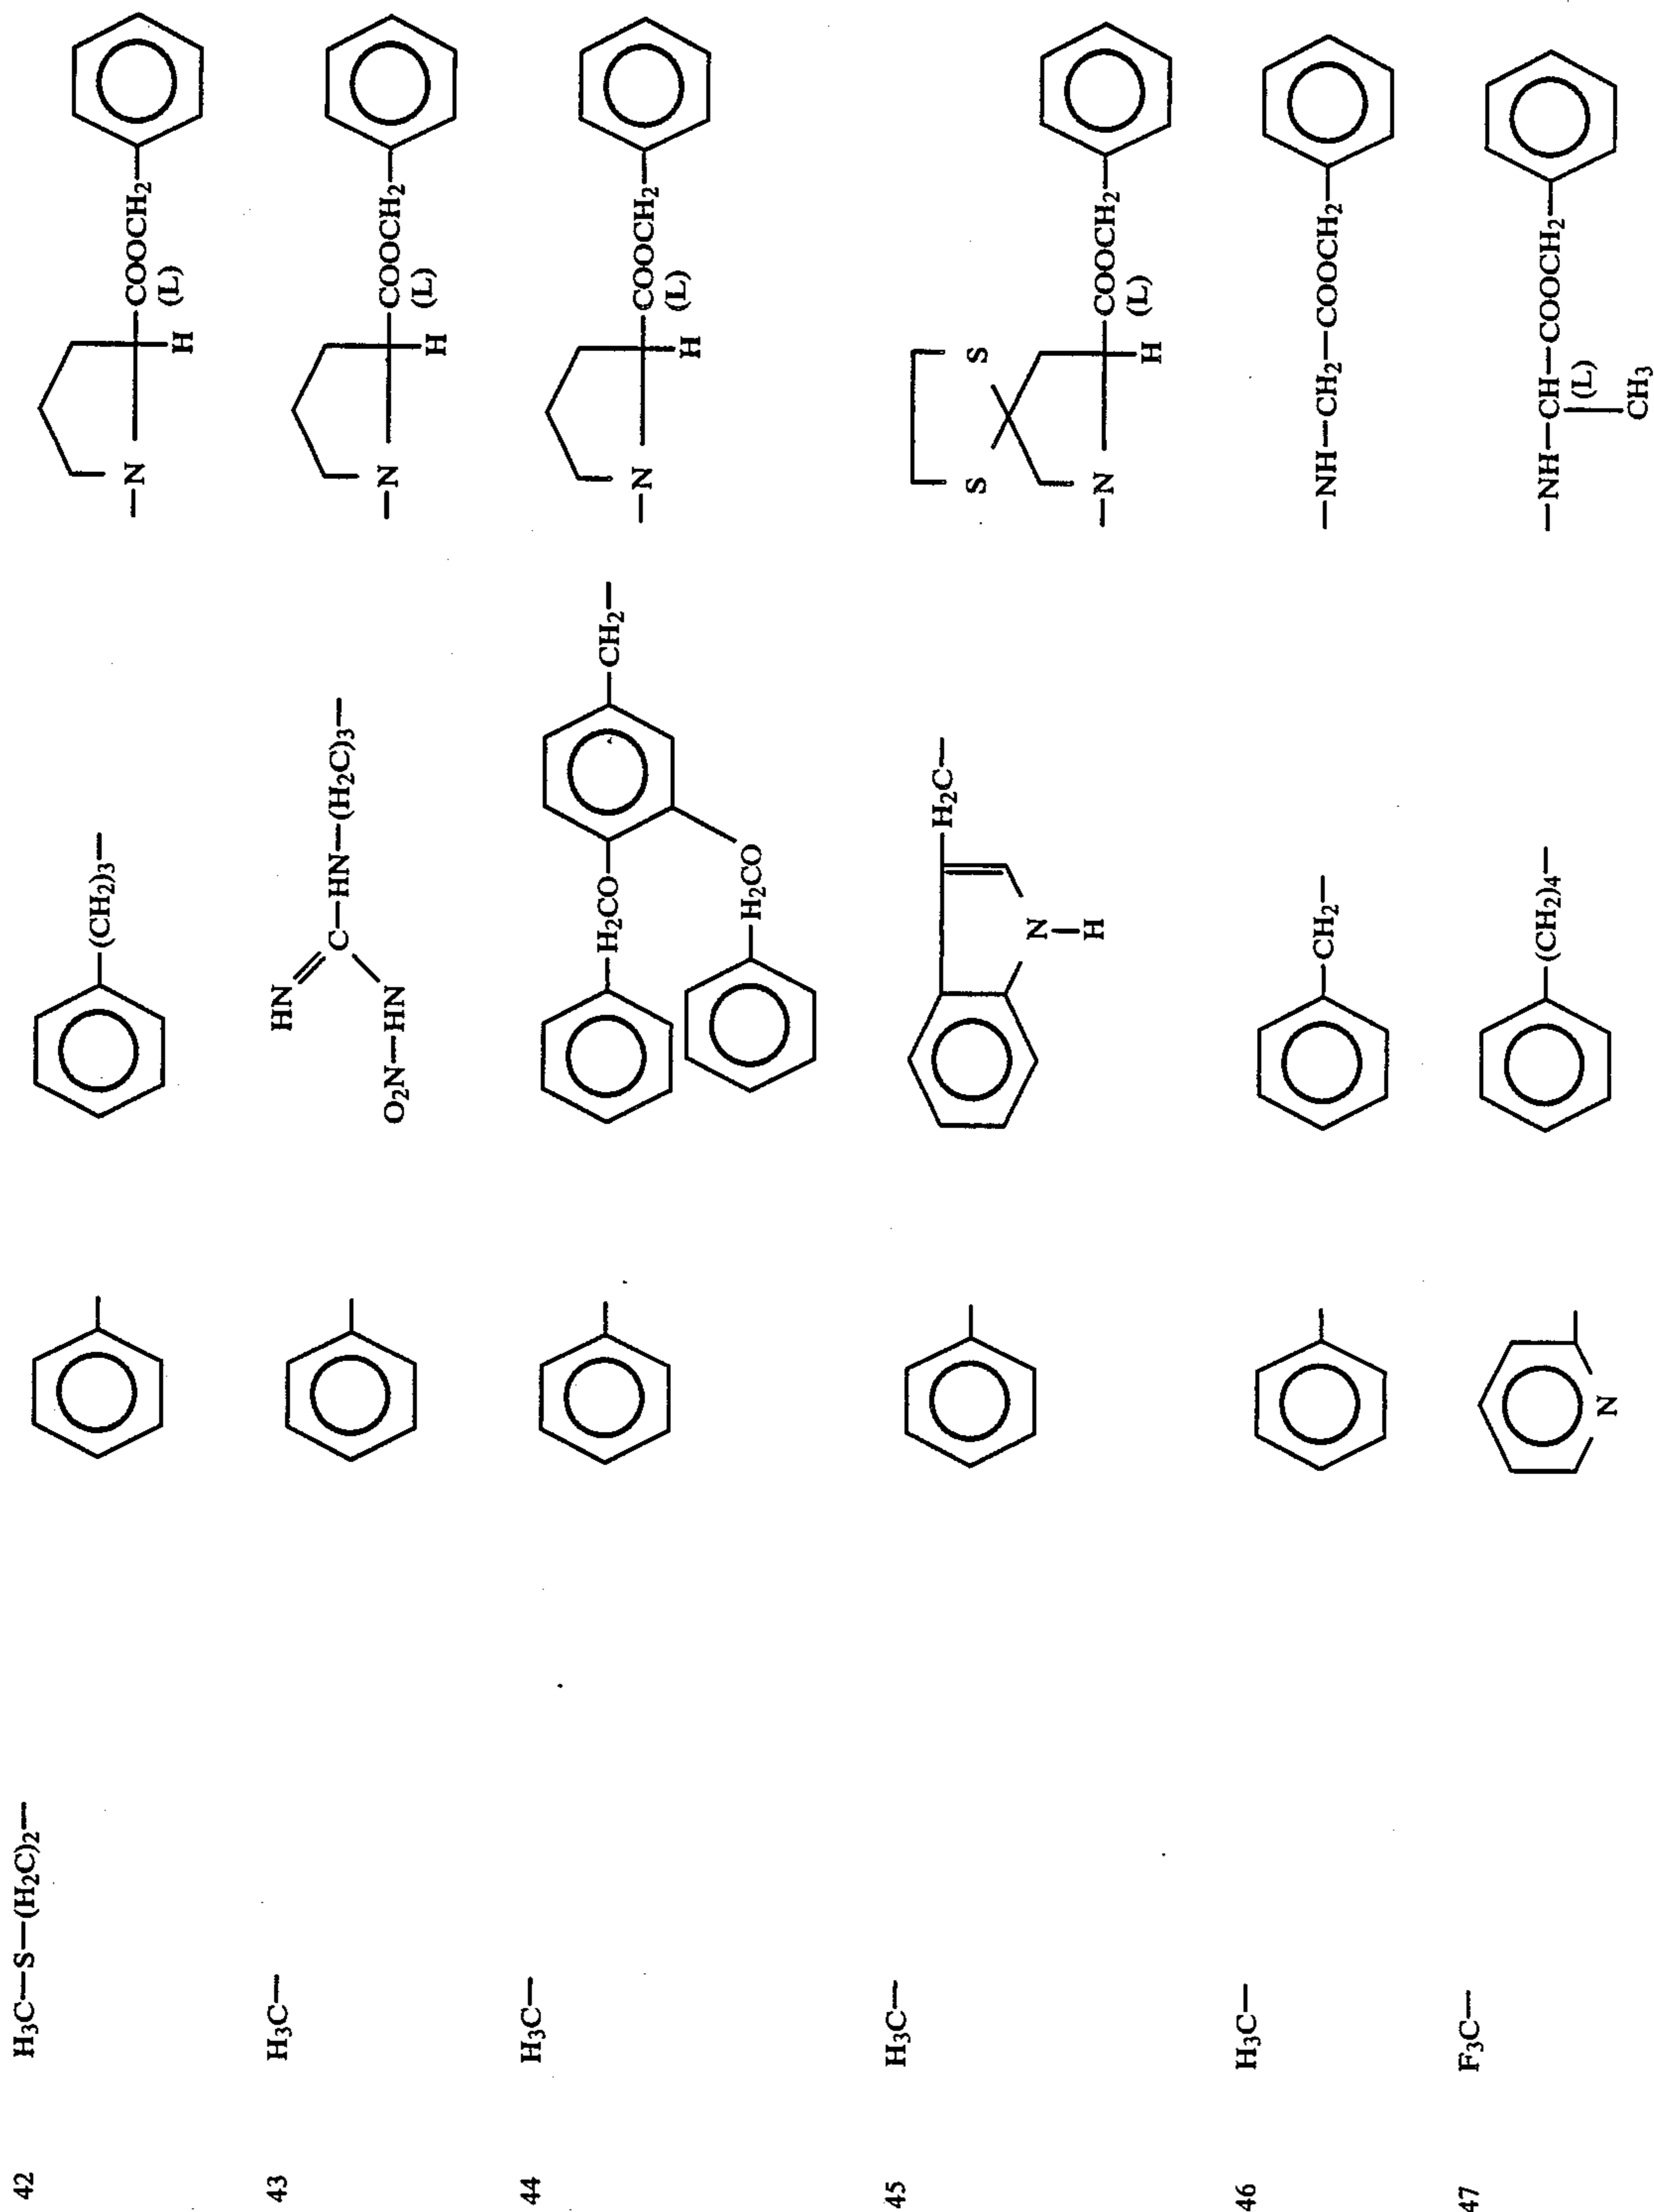 42 H₃C—S—(H₂C)₂— (CH₂)₃— —N H COOCH₂ (L)
43 H₃C— O₂N—HN HN C—HN—(H₂C)₃— —N H COOCH₂ (L)
44 H₃C— H₂CO H₂CO CH₂— —N H COOCH₂ (L)
45 H₃C— N H H₂C— —N S S H COOCH₂ (L)
46 H₃C— CH₂— —NH—CH₂—COOCH₂
47 F₃C— N (CH₂)₄— —NH—CH—COOCH₂ (L) CH₃